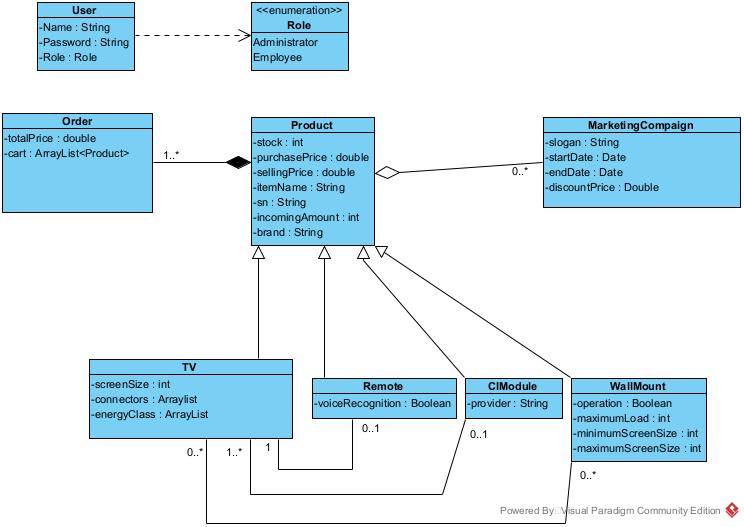 User
-Name : String
-Password : String
-Role : Role
<<enumeration>>
Role
Administrator
Employee
Order
-totalPrice : double
-cart : ArrayList<Product>
1..*
Product
-stock : int
-purchasePrice : double
-sellingPrice : double
-itemName : String
-sn : String
-incomingAmount : int
-brand : String
0..*
MarketingCompaign
-slogan : String
-startDate : Date
-endDate : Date
-discountPrice : Double
TV
-screenSize : int
-connectors : Arraylist
-energyClass : ArrayList
Remote
-voiceRecognition : Boolean
CIModule
-provider : String
WallMount
-operation : Boolean
-maximumLoad : int
-minimumScreenSize : int
-maximumScreenSize : int
0..*
1..*
1
0..1
0..1
0..*
Powered By Visual Paradigm Community Edition